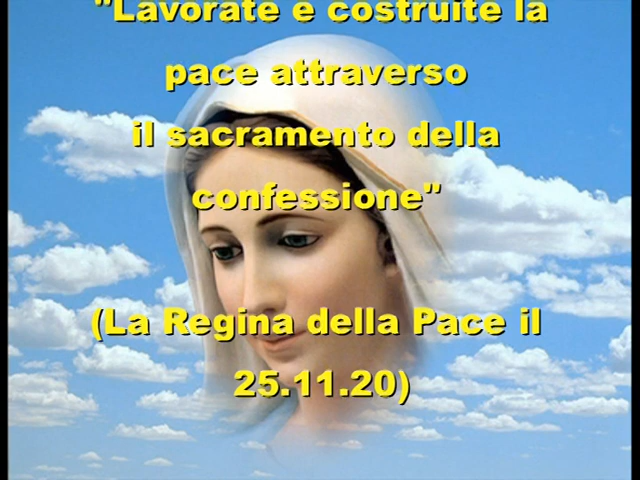 "Lavorate e costruite la
pace attraverso
il sacramento della
confessione"
(La Regina della Pace il
25.11.20)